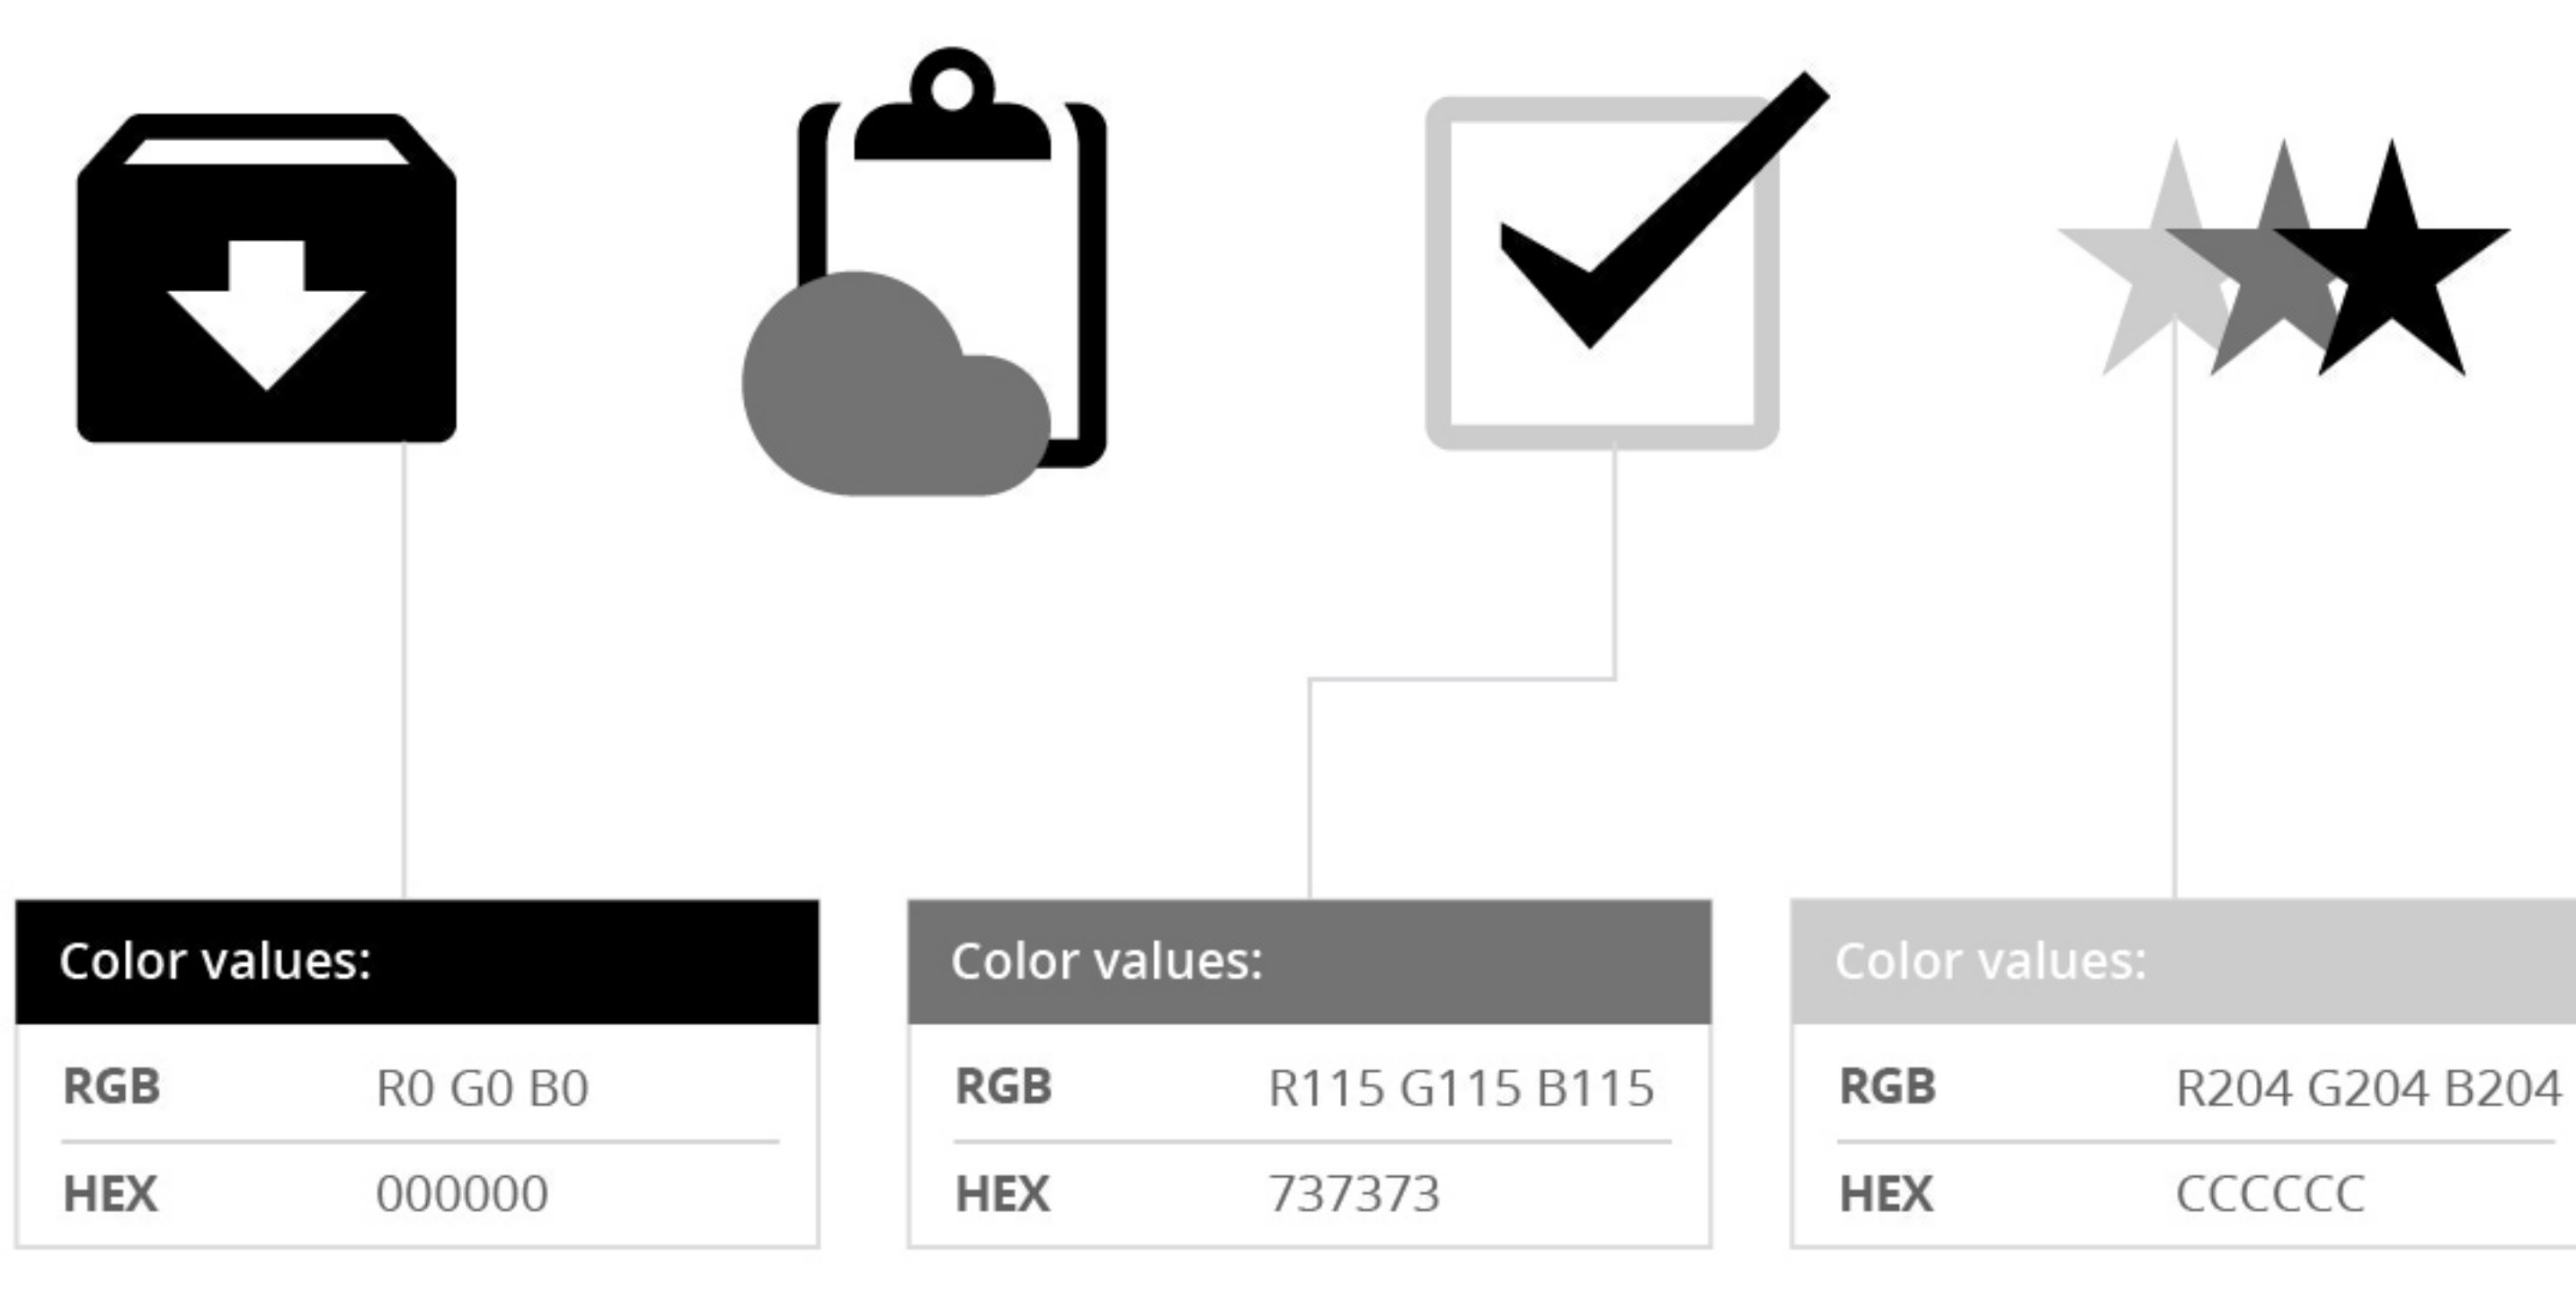 Color values:
RGB R0 G0 B0
HEX 000000
Color values:
RGB R115 G115 B115
HEX 737373
Color values:
RGB R204 G204 B204
HEX CCCCCC